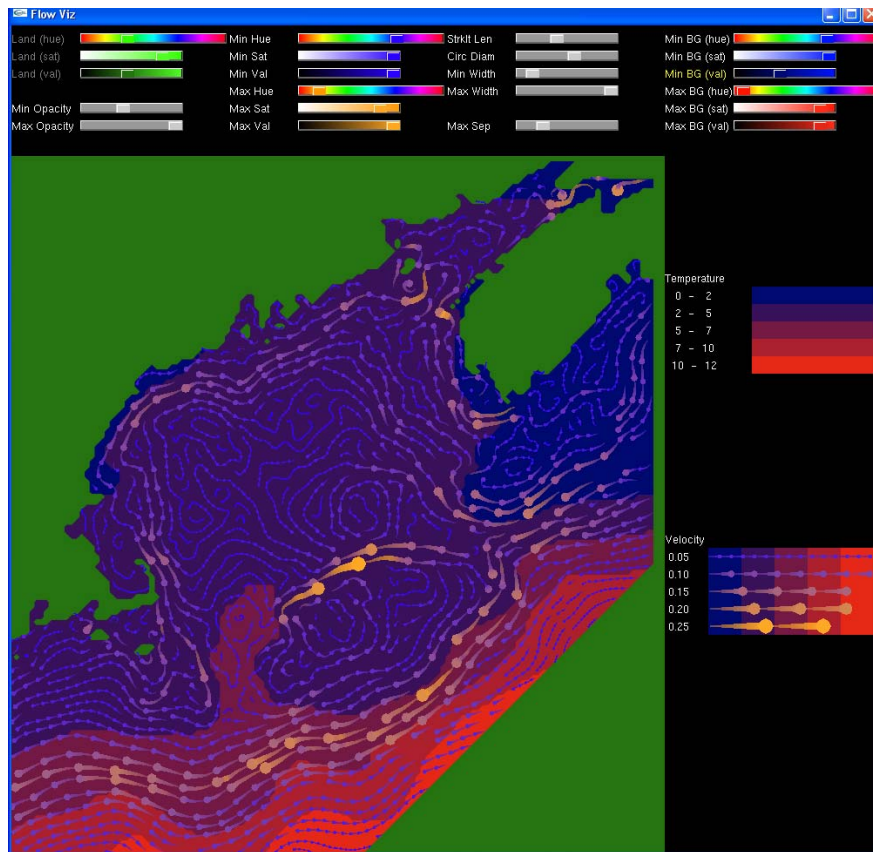 Flow Viz
Land (hue) Min Hue Strklt Len Min BG (hue)
Land (sat) Min Sat Circ Diam Min BG (sat)
Land (val) Min Val Min Width Min BG (val)
Max Hue Max Width Max BG (hue)
Min Opacity Max Sat Max BG (sat)
Max Opacity Max Val Max Sep Max BG (val)
Temperature
0 - 2
2 - 5
5 - 7
7 - 10
10 - 12
Velocity
0.05
0.10
0.15
0.20
0.25